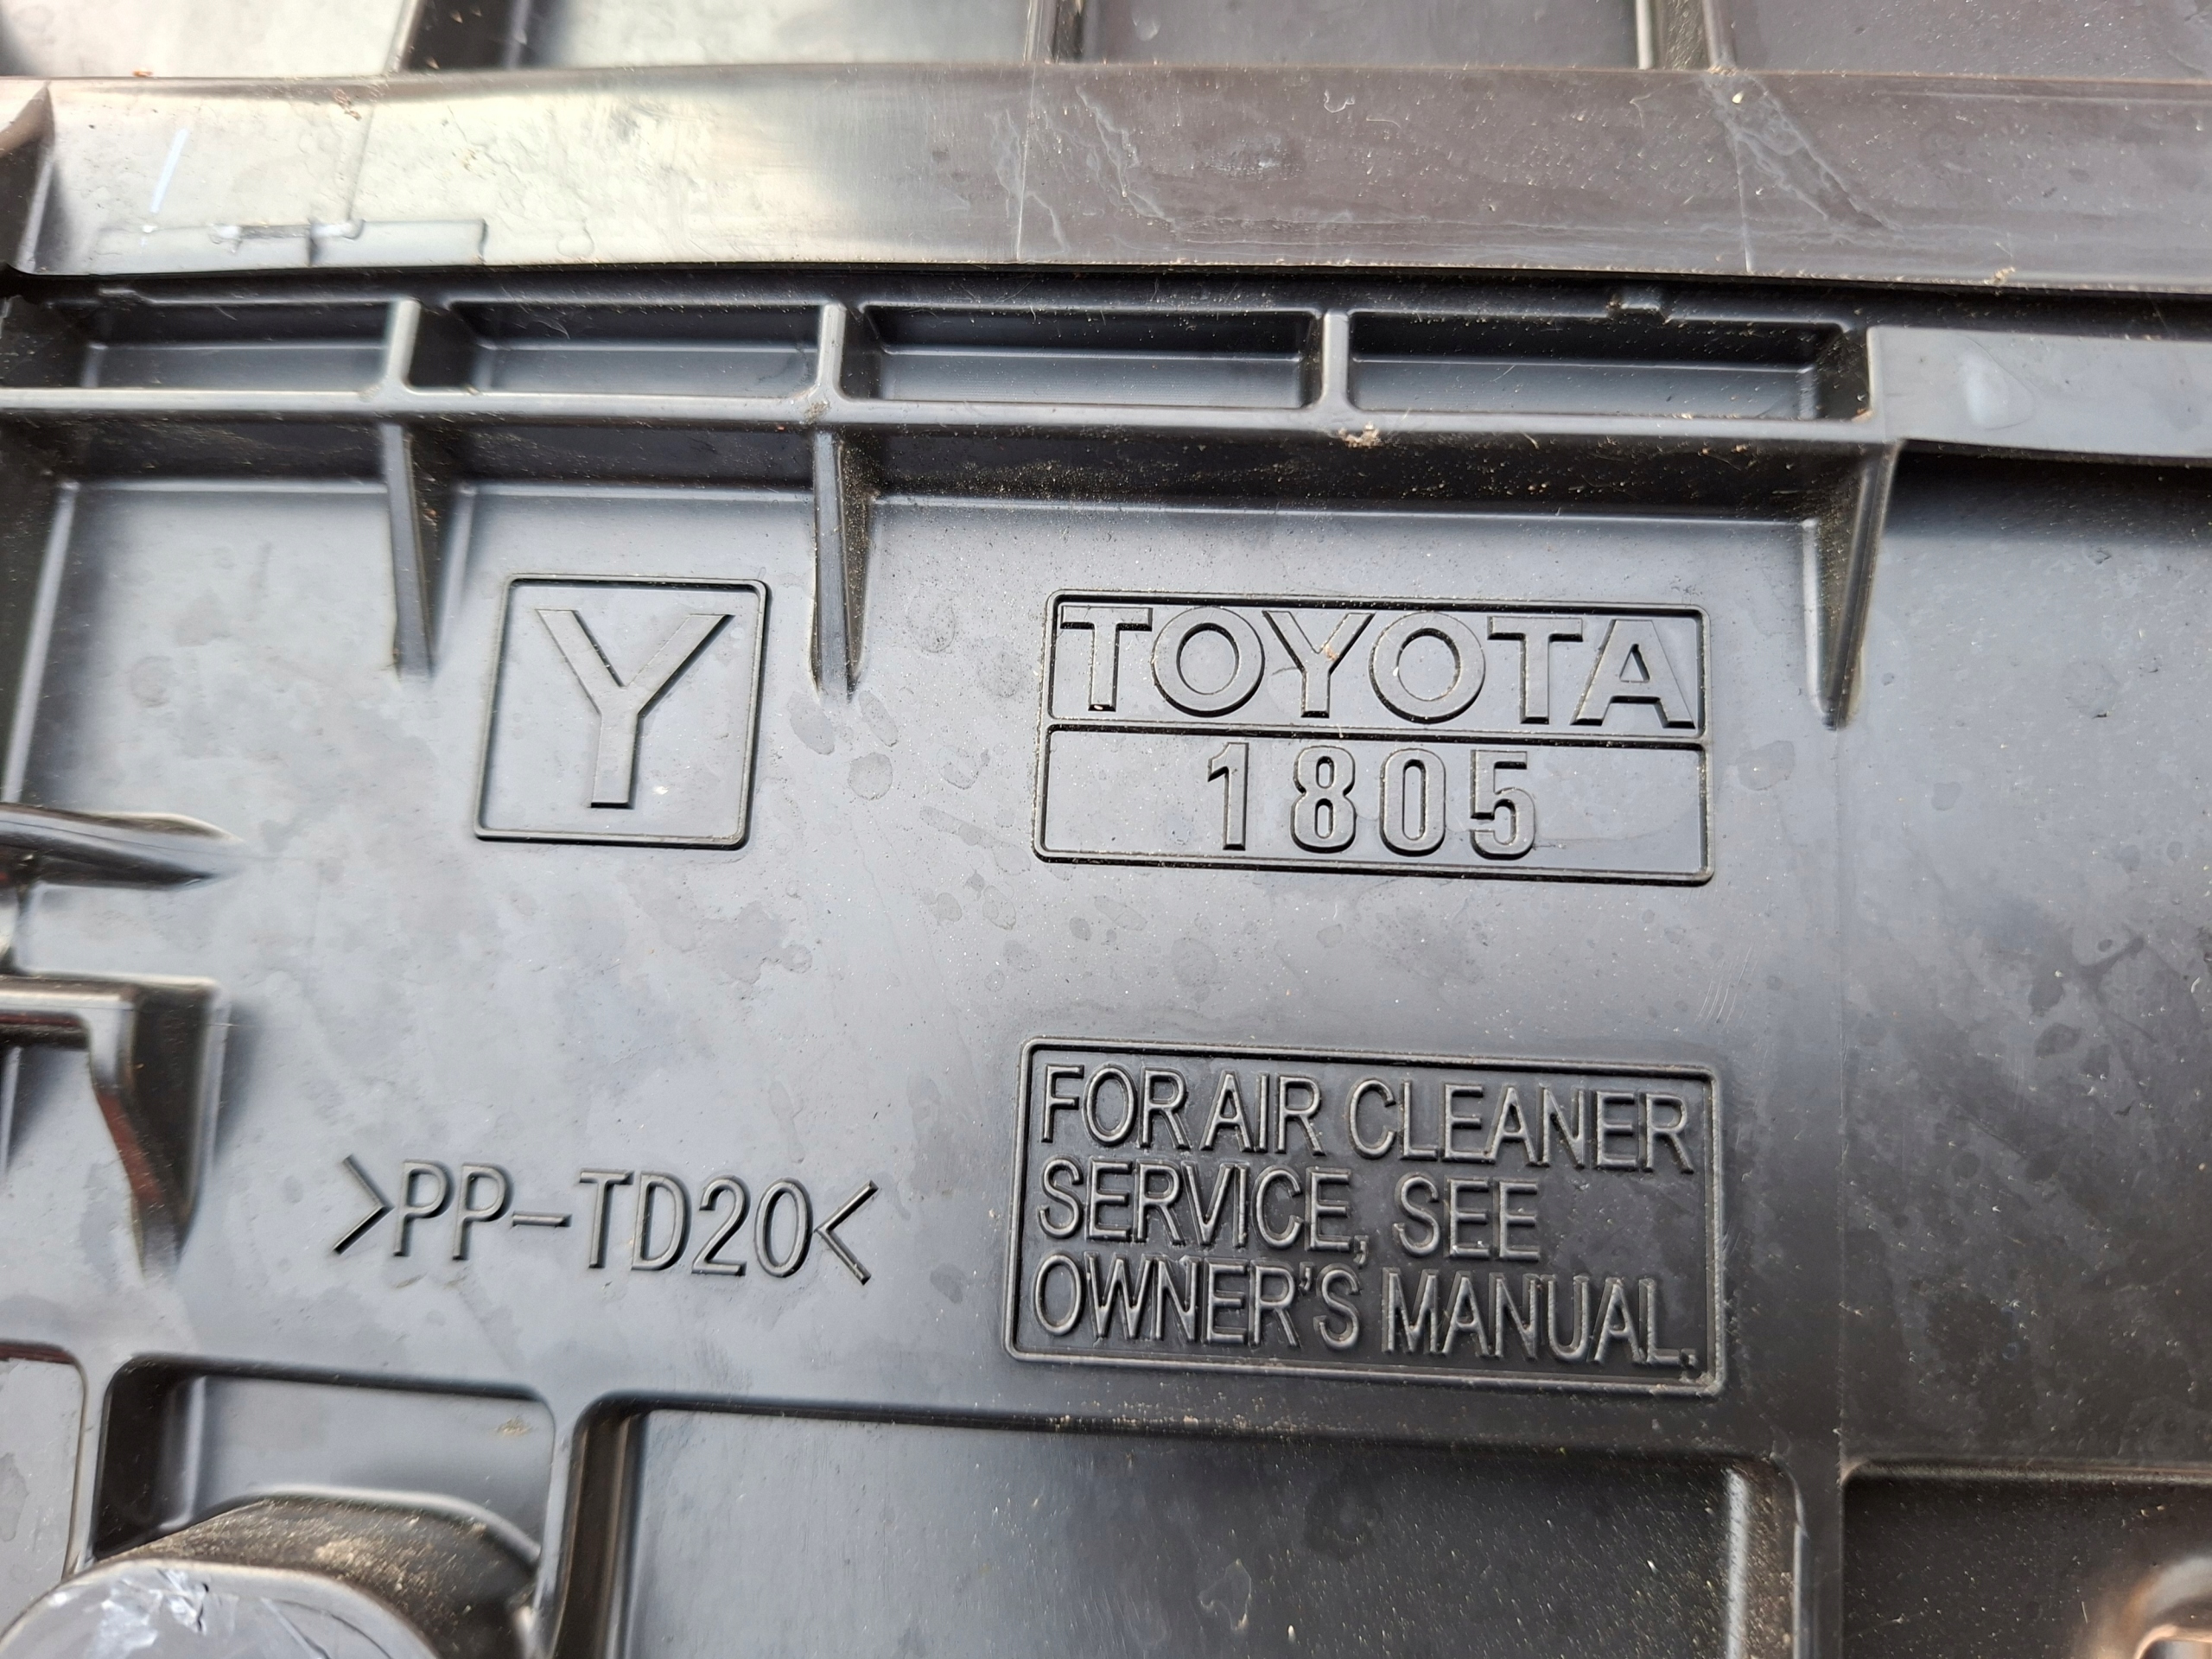 Y
TOYOTA
1805
>PP-TD20<
FOR AIR CLEANER
SERVICE, SEE
OWNER'S MANUAL.